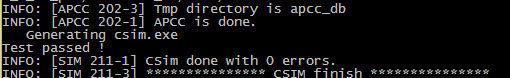 INFO: [APCC 202-3] Tmp directory is apcc_db
INFO: [APCC 202-1] APCC is done.
Generating csim.exe
Test passed !
INFO: [SIM 211-1] CSim done with 0 errors.
INFO: [SIM 211-3] *************** CSIM finish ***************